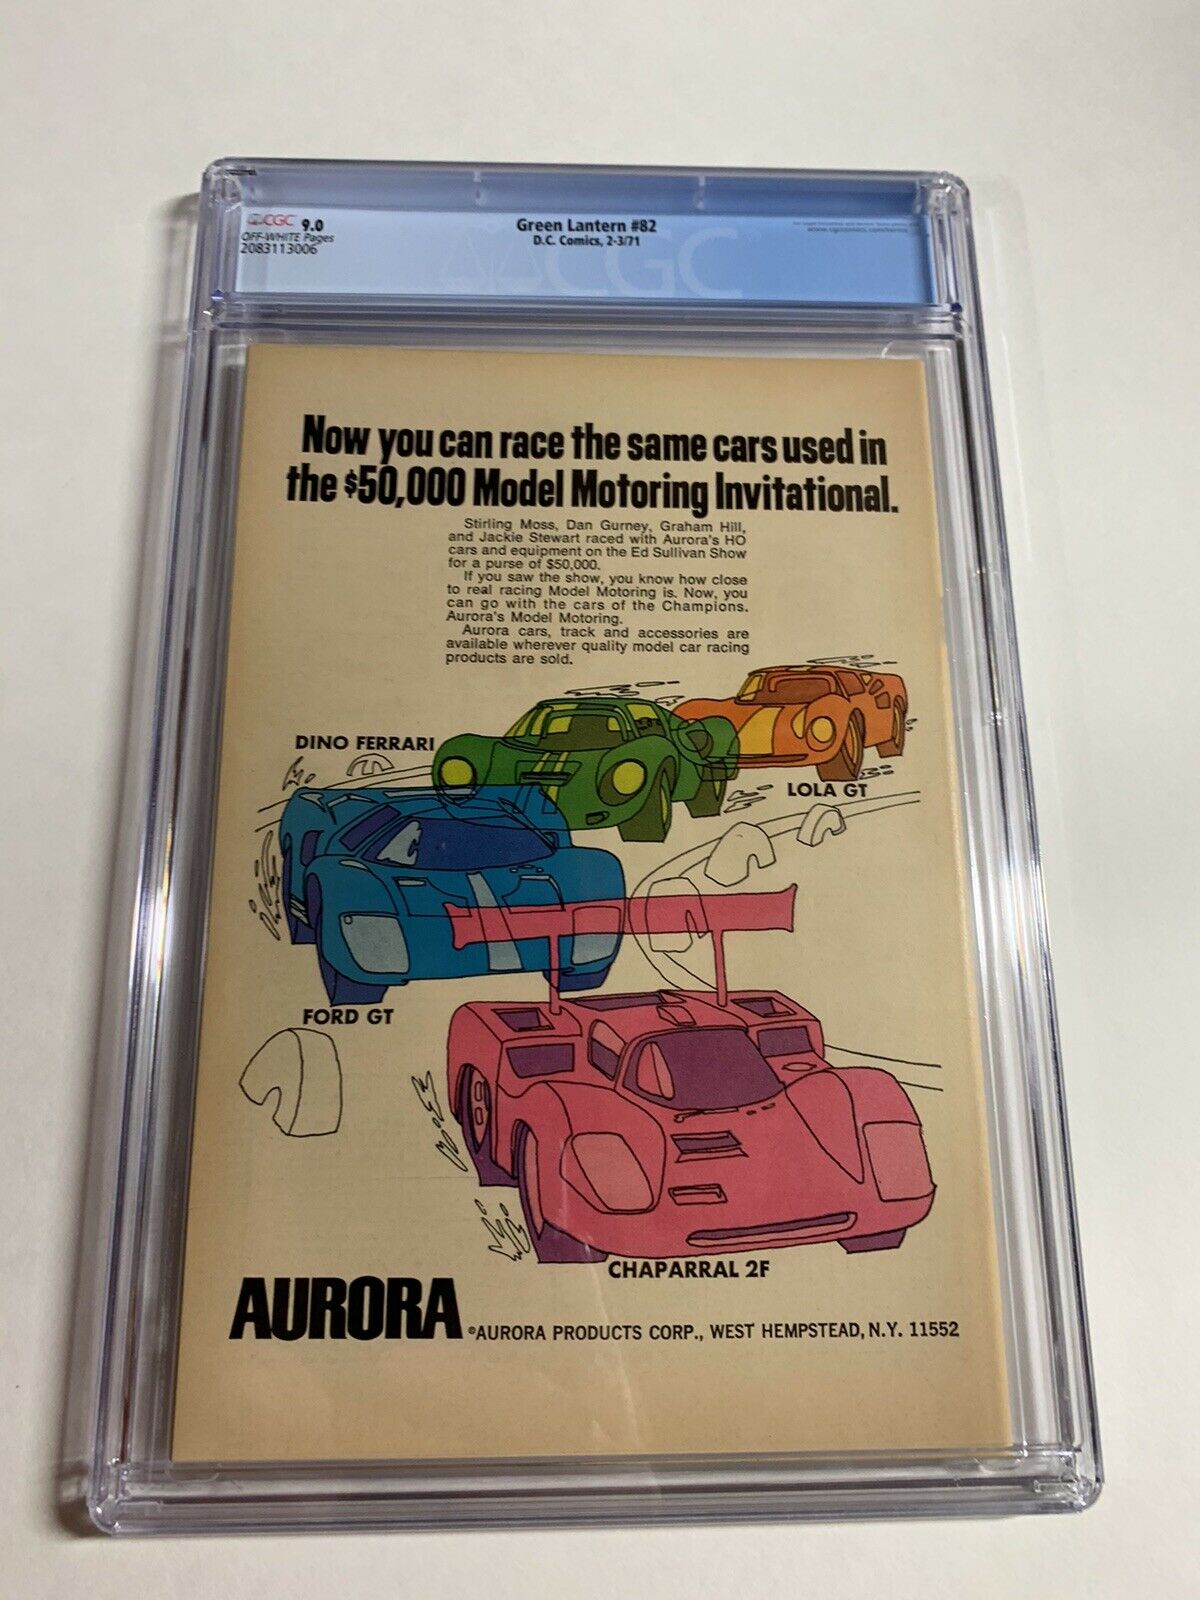 CGC 9.0
OFF-WHITE Pages
2083113006
Green Lantern #82
D.C. Comics, 2-3/71
www.cgccomics.com/terms
CGC
Now you can race the same cars used in
the $50,000 Model Motoring Invitational.
Stirling Moss, Dan Gurney, Graham Hill,
and Jackie Stewart raced with Aurora's HO
cars and equipment on the Ed Sullivan Show
for a purse of $50,000.
If you saw the show, you know how close
to real racing Model Motoring is. Now, you
can go with the cars of the Champions.
Aurora's Model Motoring.
Aurora cars, track and accessories are
available wherever quality model car racing
products are sold.
DINO FERRARI
LOLA GT
FORD GT
CHAPARRAL 2F
AURORA
©AURORA PRODUCTS CORP., WEST HEMPSTEAD, N.Y. 11552